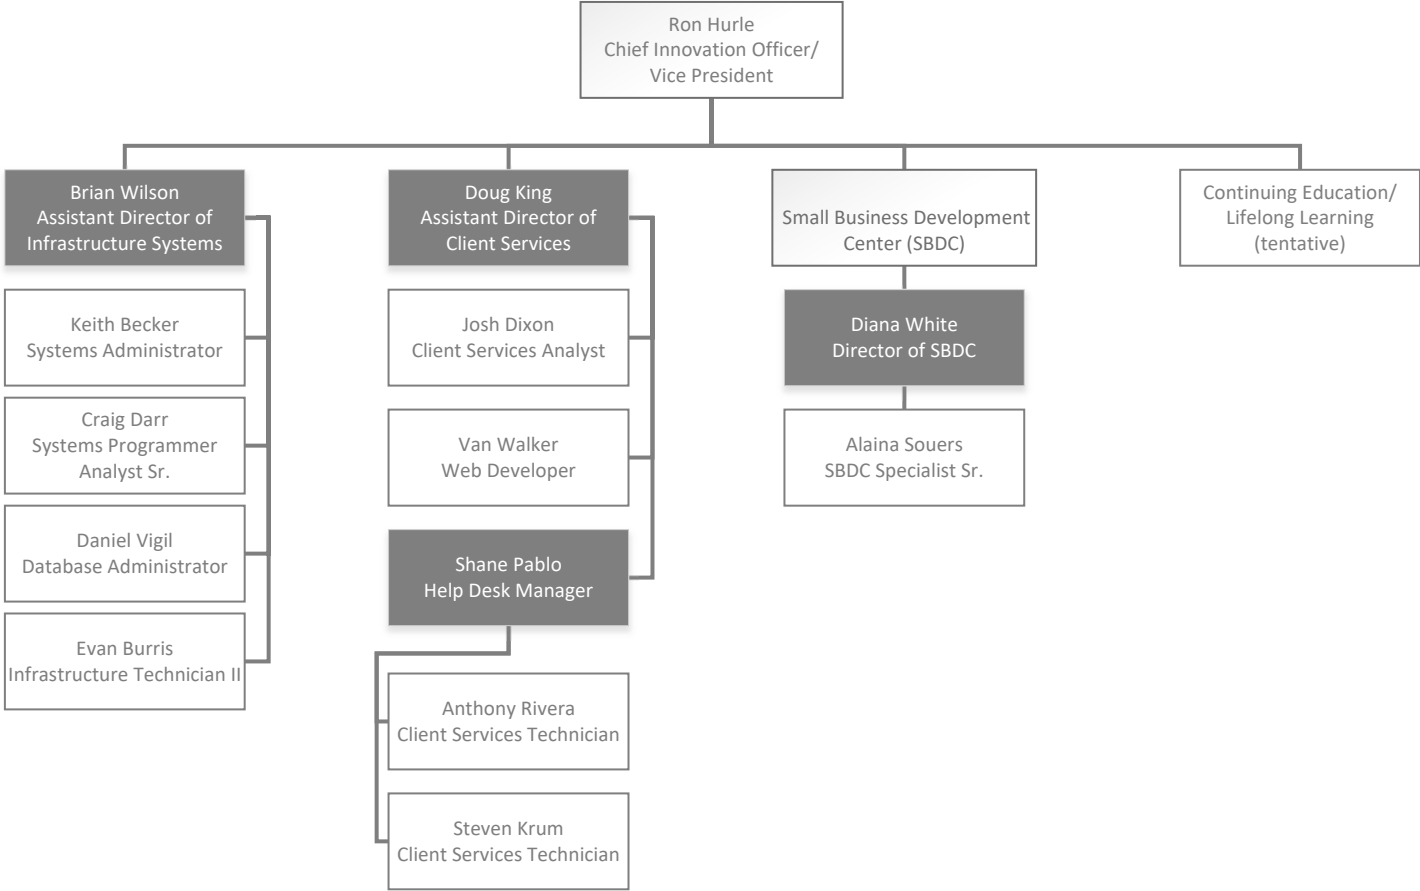 Ron Hurle
Chief Innovation Officer/
Vice President
Brian Wilson
Assistant Director of
Infrastructure Systems
Keith Becker
Systems Administrator
Craig Darr
Systems Programmer
Analyst Sr.
Daniel Vigil
Database Administrator
Evan Burris
Infrastructure Technician II
Doug King
Assistant Director of
Client Services
Josh Dixon
Client Services Analyst
Van Walker
Web Developer
Shane Pablo
Help Desk Manager
Anthony Rivera
Client Services Technician
Steven Krum
Client Services Technician
Small Business Development
Center (SBDC)
Diana White
Director of SBDC
Alaina Souers
SBDC Specialist Sr.
Continuing Education/
Lifelong Learning
(tentative)